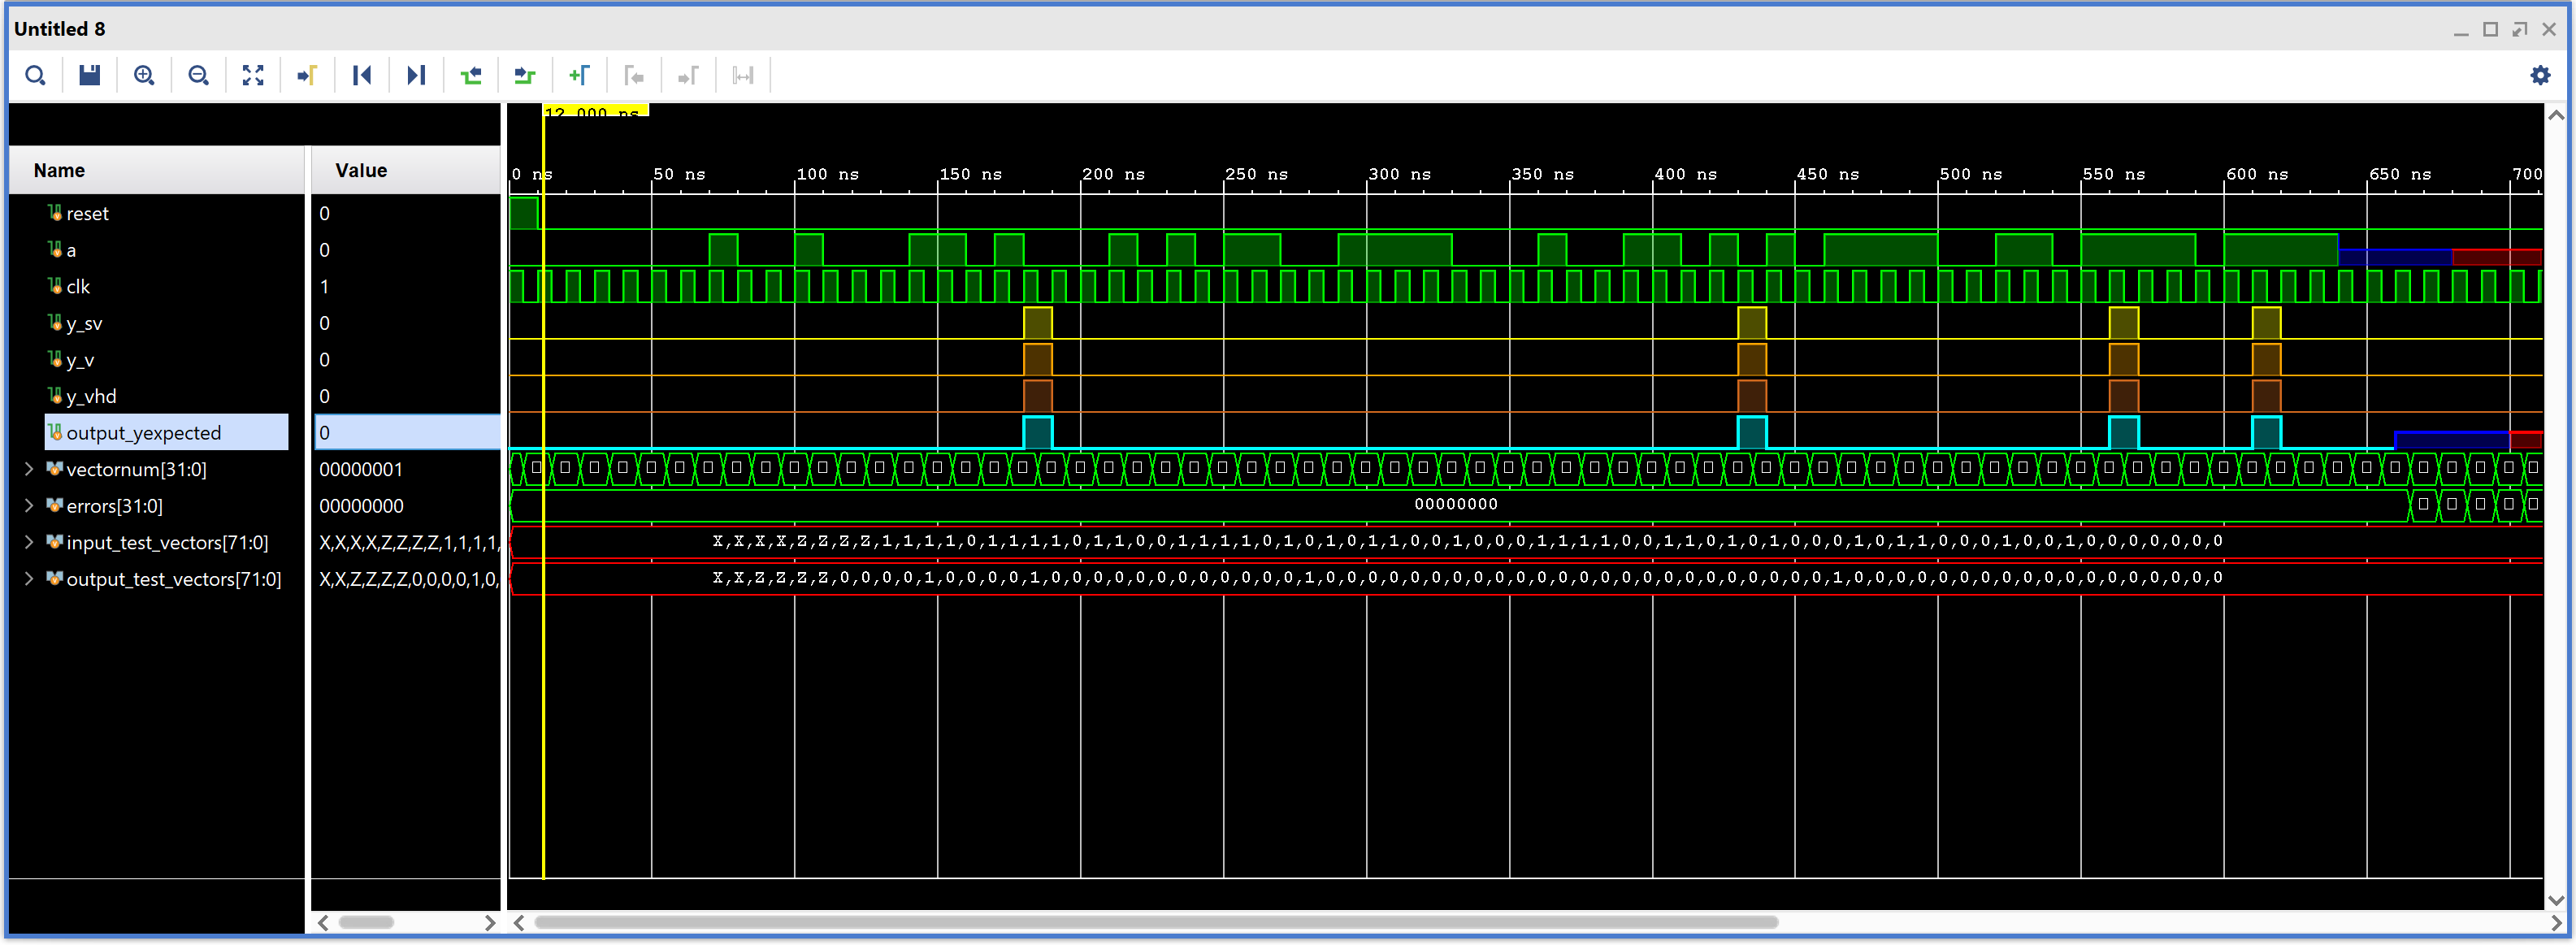 Untitled 8
12.000 ns
Name
Value
0 ns 50 ns 100 ns 150 ns 200 ns 250 ns 300 ns 350 ns 400 ns 450 ns 500 ns 550 ns 600 ns 650 ns 700
reset 0
a 0
clk 1
y_sv 0
y_v 0
y_vhd 0
output_yexpected 0
vectornum[31:0] 00000001
errors[31:0] 00000000 00000000
input_test_vectors[71:0] X,X,X,X,Z,Z,Z,Z,1,1,1,1, X,X,X,X,Z,Z,Z,Z,1,1,1,1,0,1,1,1,1,0,1,1,0,0,1,1,1,1,0,1,0,1,0,1,1,0,0,1,0,0,0,1,1,1,1,0,0,1,1,0,1,0,1,0,0,0,1,0,1,1,0,0,0,1,0,0,1,0,0,0,0,0,0,0
output_test_vectors[71:0] X,X,Z,Z,Z,Z,0,0,0,0,1,0, X,X,Z,Z,Z,Z,0,0,0,0,1,0,0,0,0,1,0,0,0,0,0,0,0,0,0,0,0,0,1,0,0,0,0,0,0,0,0,0,0,0,0,0,0,0,0,0,0,0,0,0,0,0,0,1,0,0,0,0,0,0,0,0,0,0,0,0,0,0,0,0,0,0